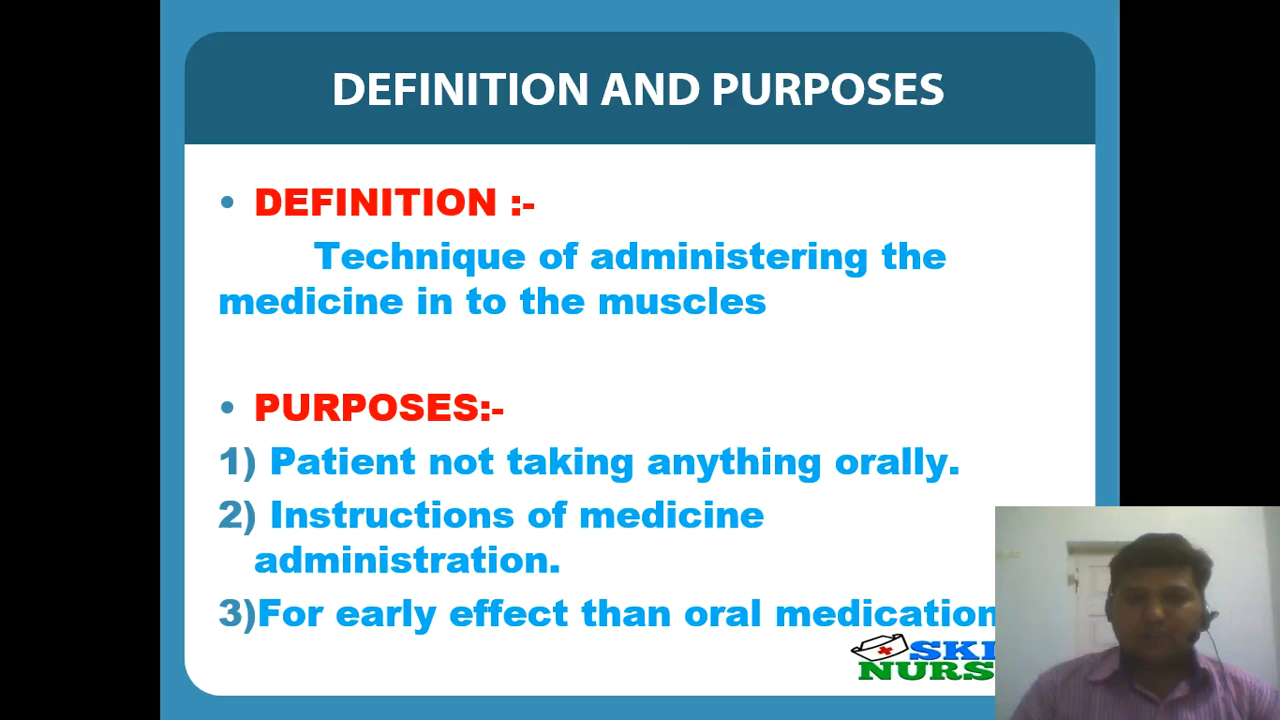 DEFINITION AND PURPOSES
• DEFINITION :-
Technique of administering the
medicine in to the muscles
• PURPOSES:-
1) Patient not taking anything orally.
2) Instructions of medicine
administration.
3)For early effect than oral medication